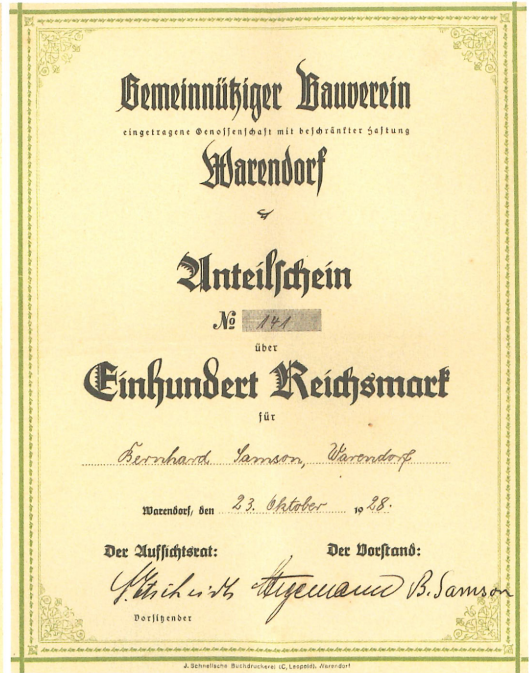 Gemeinnütziger Bauverein
eingetragene Genossenschaft mit beschränkter Haftung
Warendorf
Anteilschein
No 141
über
Einhundert Reichsmark
für
Bernhard Samson, Warendorf
Warendorf, den 23. Oktober 1928.
Der Aufsichtsrat: Der Vorstand:
B. Samson
Vorsitzender
J. Schnellsche Buchdruckerei (C. Leopold), Warendorf